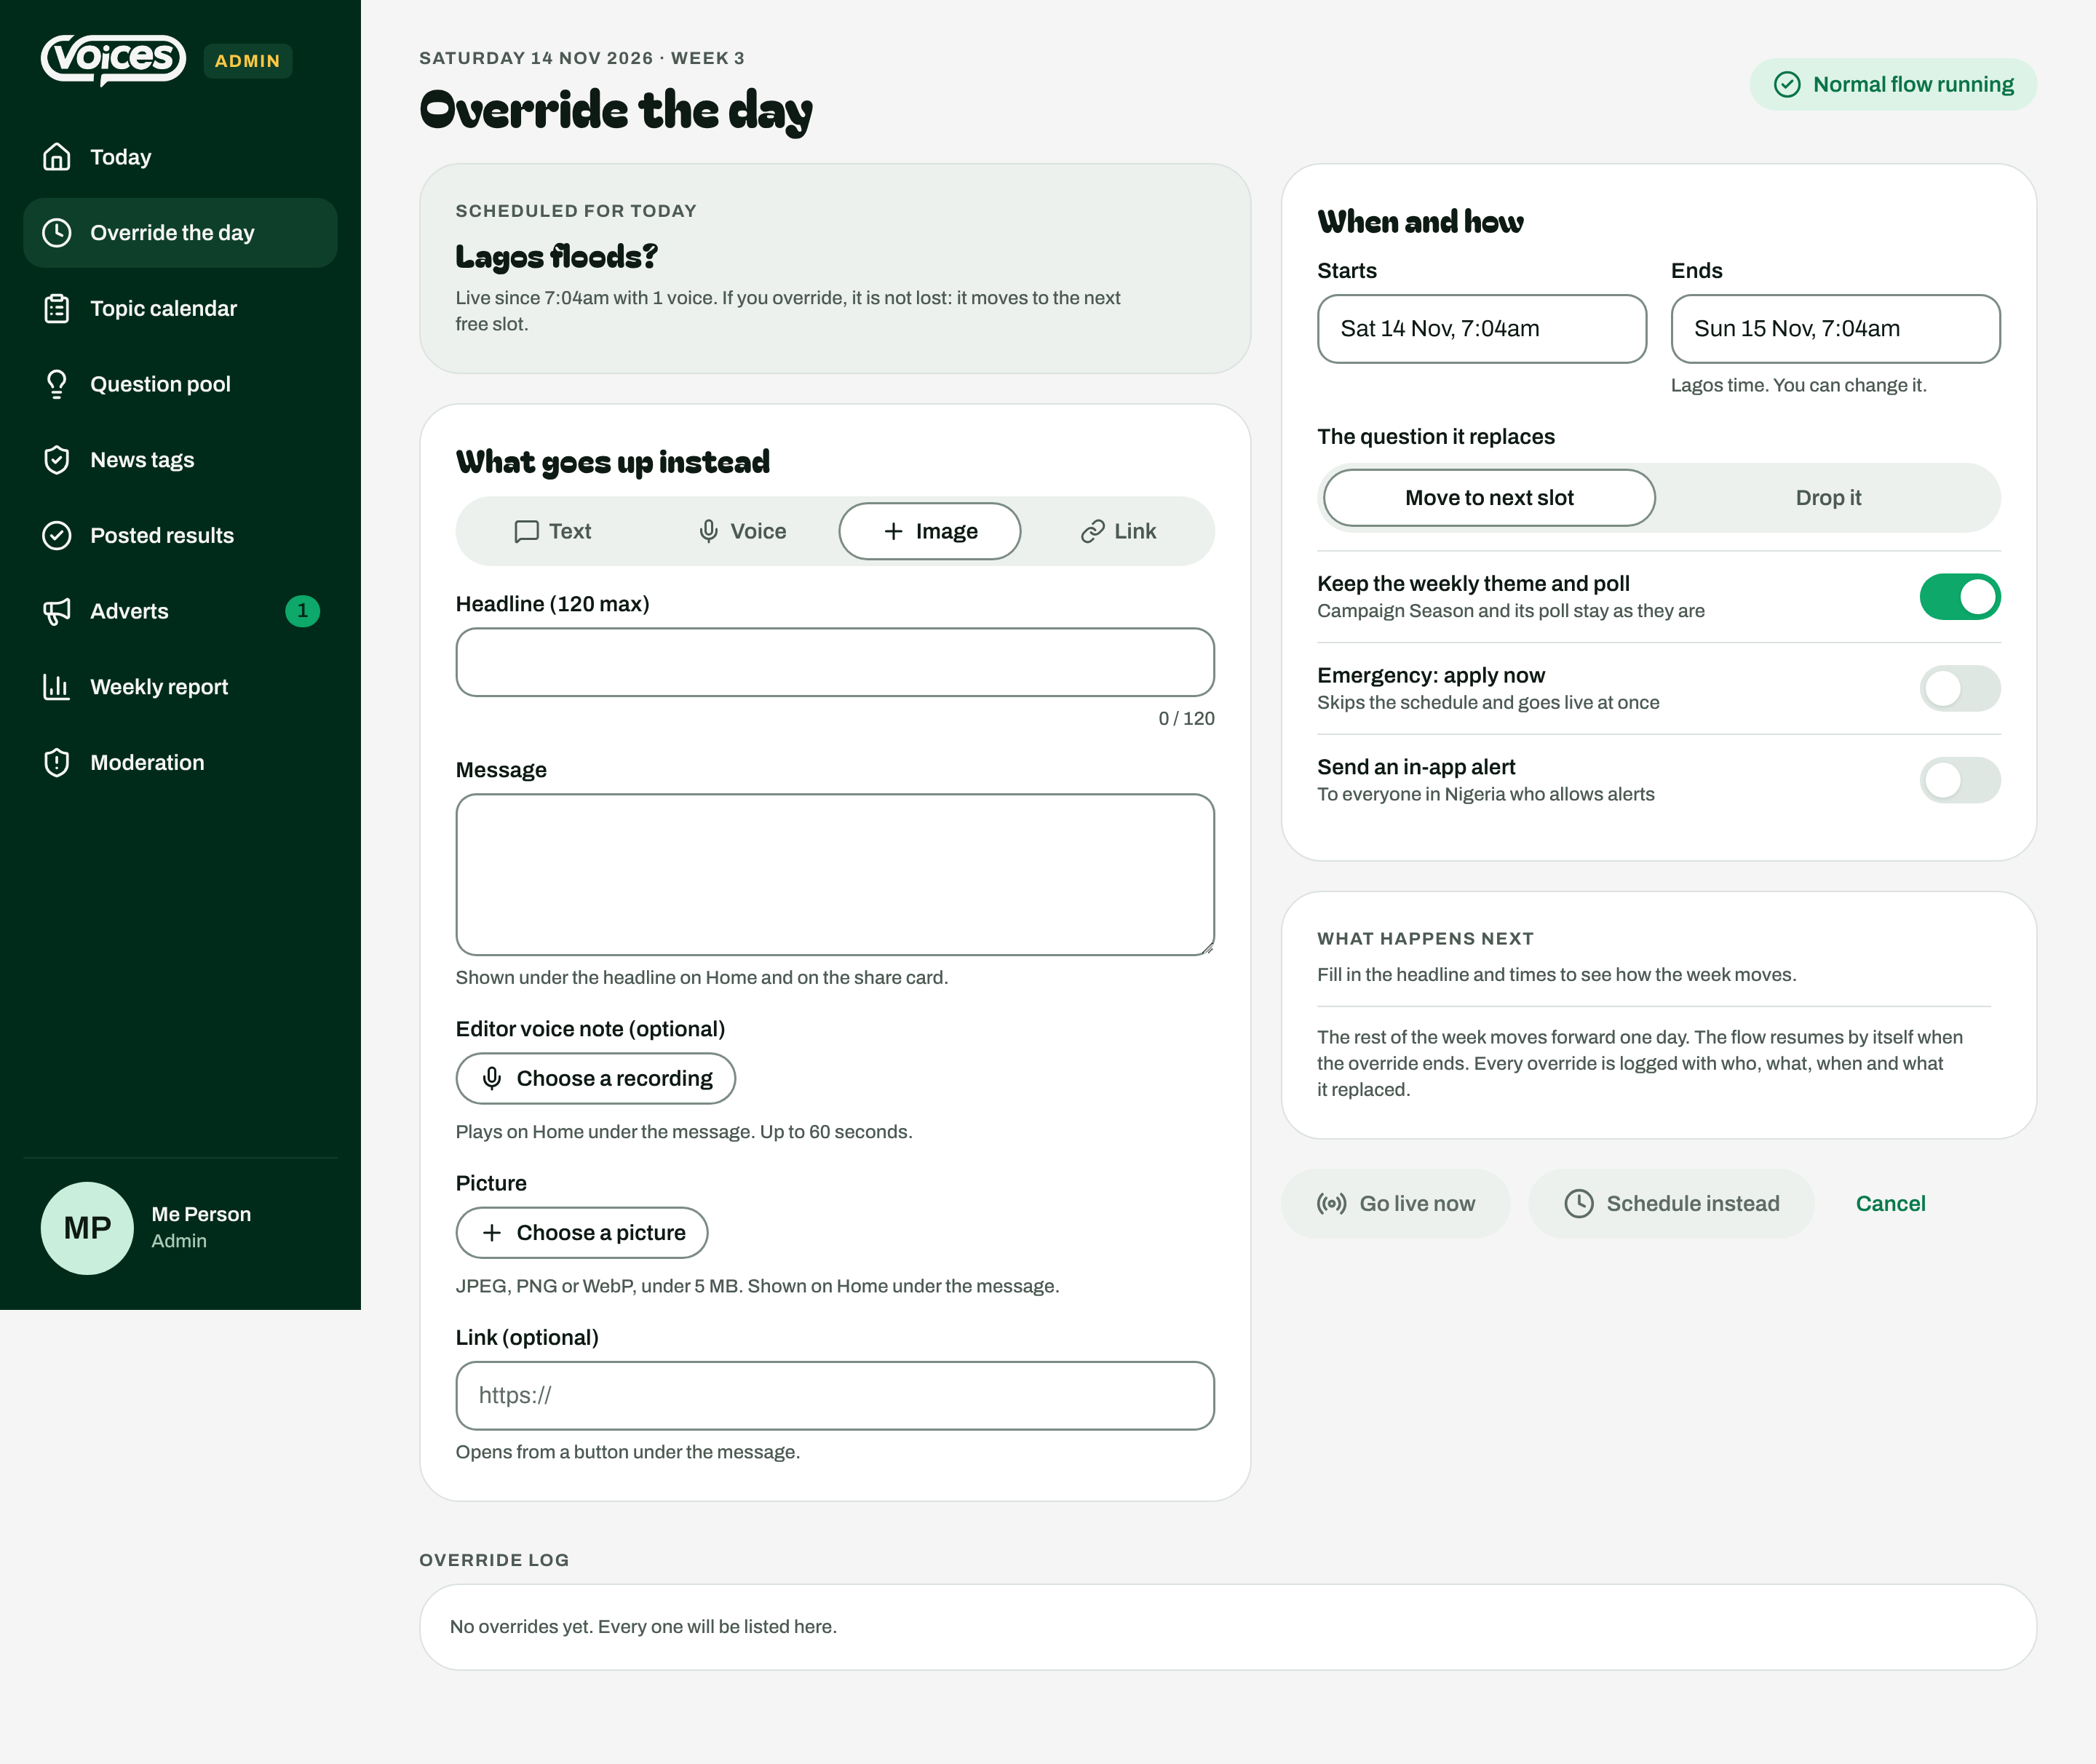 Voices
ADMIN
Today
Override the day
Topic calendar
Question pool
News tags
Posted results
Adverts
1
Weekly report
Moderation
MP
Me Person
Admin
SATURDAY 14 NOV 2026 · WEEK 3
Override the day
Normal flow running
SCHEDULED FOR TODAY
Lagos floods?
Live since 7:04am with 1 voice. If you override, it is not lost: it moves to the next
free slot.
What goes up instead
Text
Voice
Image
Link
Headline (120 max)
0 / 120
Message
Shown under the headline on Home and on the share card.
Editor voice note (optional)
Choose a recording
Plays on Home under the message. Up to 60 seconds.
Picture
Choose a picture
JPEG, PNG or WebP, under 5 MB. Shown on Home under the message.
Link (optional)
https://
Opens from a button under the message.
When and how
Starts
Ends
Sat 14 Nov, 7:04am
Sun 15 Nov, 7:04am
Lagos time. You can change it.
The question it replaces
Move to next slot
Drop it
Keep the weekly theme and poll
Campaign Season and its poll stay as they are
Emergency: apply now
Skips the schedule and goes live at once
Send an in-app alert
To everyone in Nigeria who allows alerts
WHAT HAPPENS NEXT
Fill in the headline and times to see how the week moves.
The rest of the week moves forward one day. The flow resumes by itself when
the override ends. Every override is logged with who, what, when and what
it replaced.
Go live now
Schedule instead
Cancel
OVERRIDE LOG
No overrides yet. Every one will be listed here.